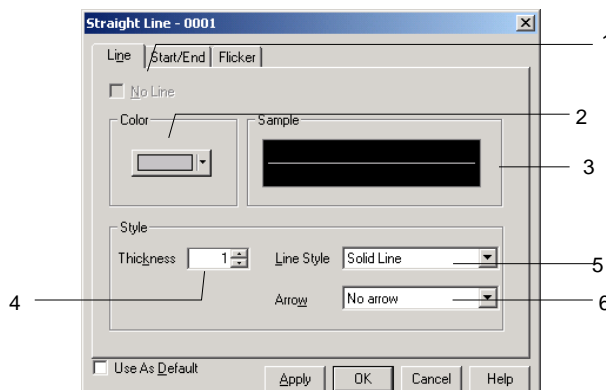 Straight Line - 0001
1
Line Start/End Flicker
No Line
Color Sample
2
3
Style
Thickness 1 Line Style Solid Line
5
4
Arrow No arrow
6
Use As Default
Apply OK Cancel Help